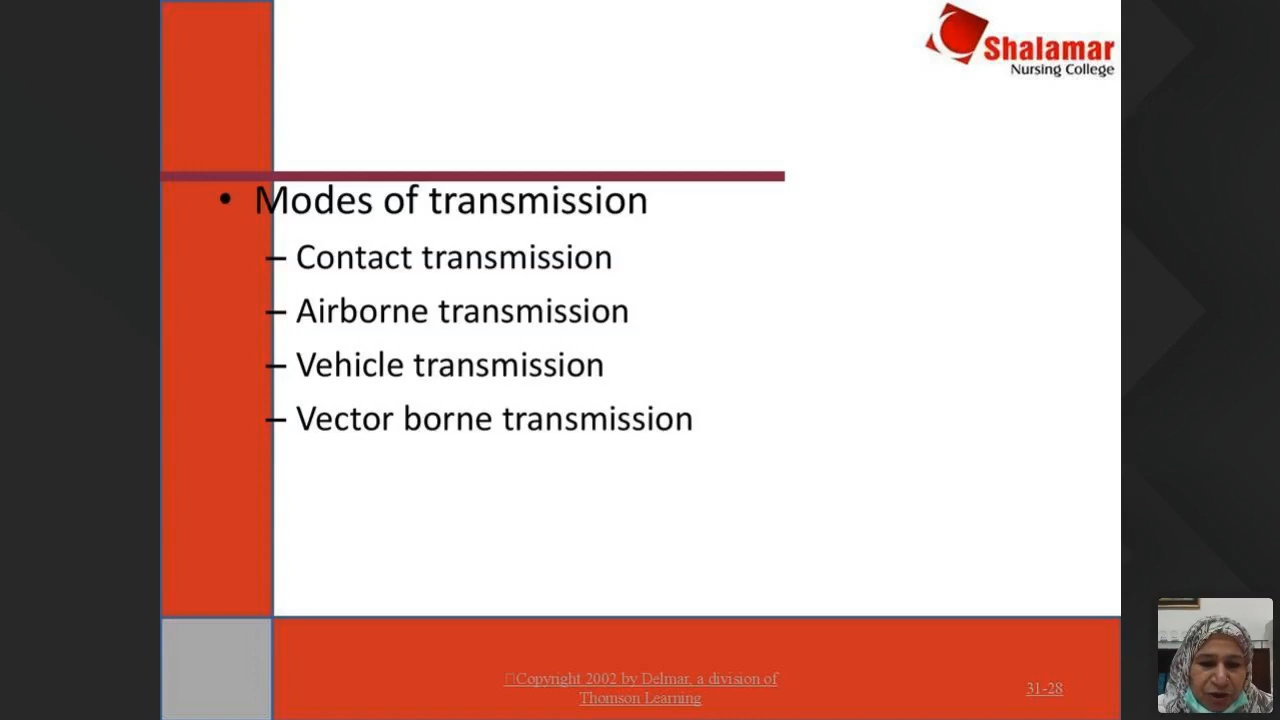 Shalamar
Nursing College
• Modes of transmission
– Contact transmission
– Airborne transmission
– Vehicle transmission
– Vector borne transmission
Copyright 2002 by Delmar, a division of
Thomson Learning
31-28